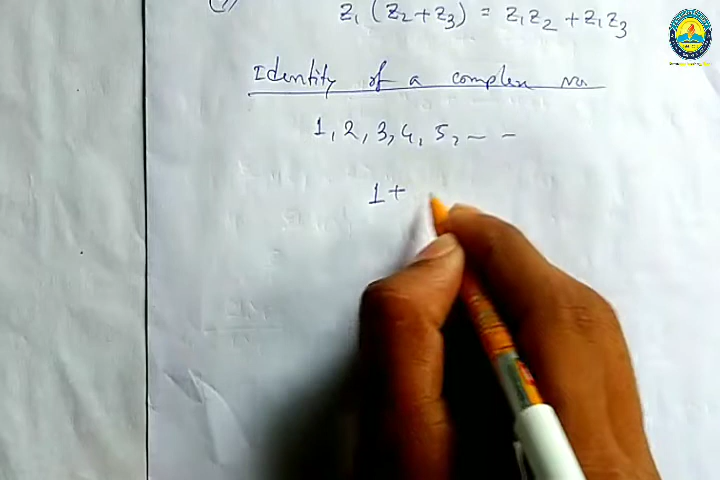 Z₁ (Z₂+Z₃) = Z₁Z₂ + Z₁Z₃
Identity of a complex no.
1, 2, 3, 4, 5, – –
1 +